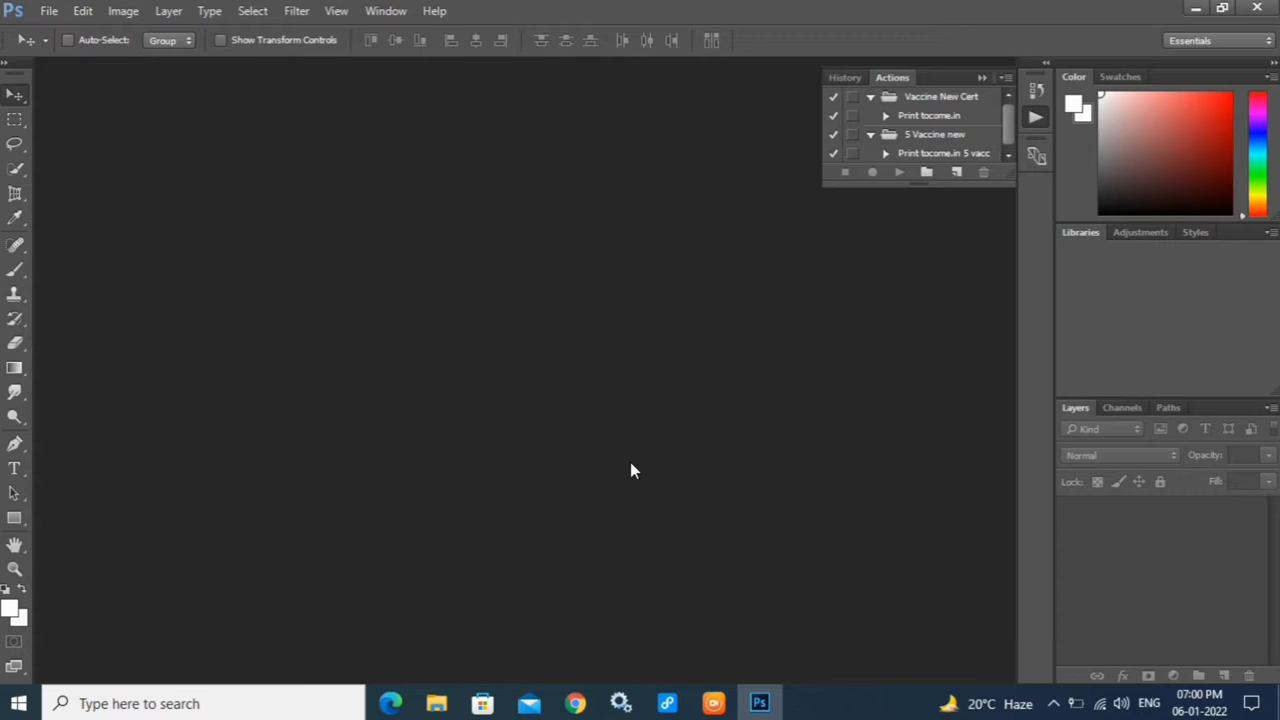 Ps File Edit Image Layer Type Select Filter View Window Help
Auto-Select: Group Show Transform Controls Essentials
History Actions
Color Swatches
Vaccine New Cert
Print tocome.in
5 Vaccine new
Print tocome.in 5 vacc
Libraries Adjustments Styles
Layers Channels Paths
Kind
Normal Opacity:
Lock: Fill:
Type here to search
Ps
20°C Haze
ENG
07:00 PM
06-01-2022